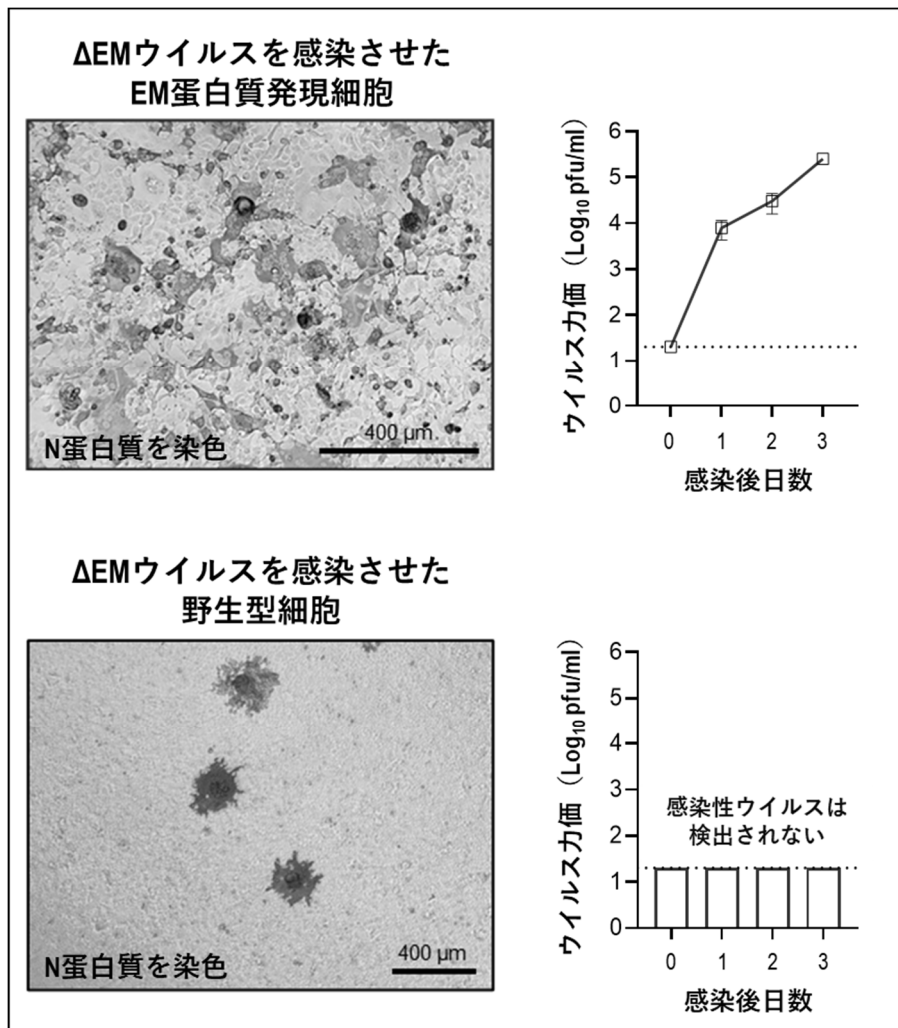 ΔEMウイルスを感染させた
EM蛋白質発現細胞
400 µm
N蛋白質を染色
ウイルス力価（Log₁₀ pfu/ml）
6
5
4
3
2
1
0
0 1 2 3
感染後日数
ΔEMウイルスを感染させた
野生型細胞
400 µm
N蛋白質を染色
ウイルス力価（Log₁₀ pfu/ml）
6
5
4
3
2
1
0
感染性ウイルスは
検出されない
0 1 2 3
感染後日数